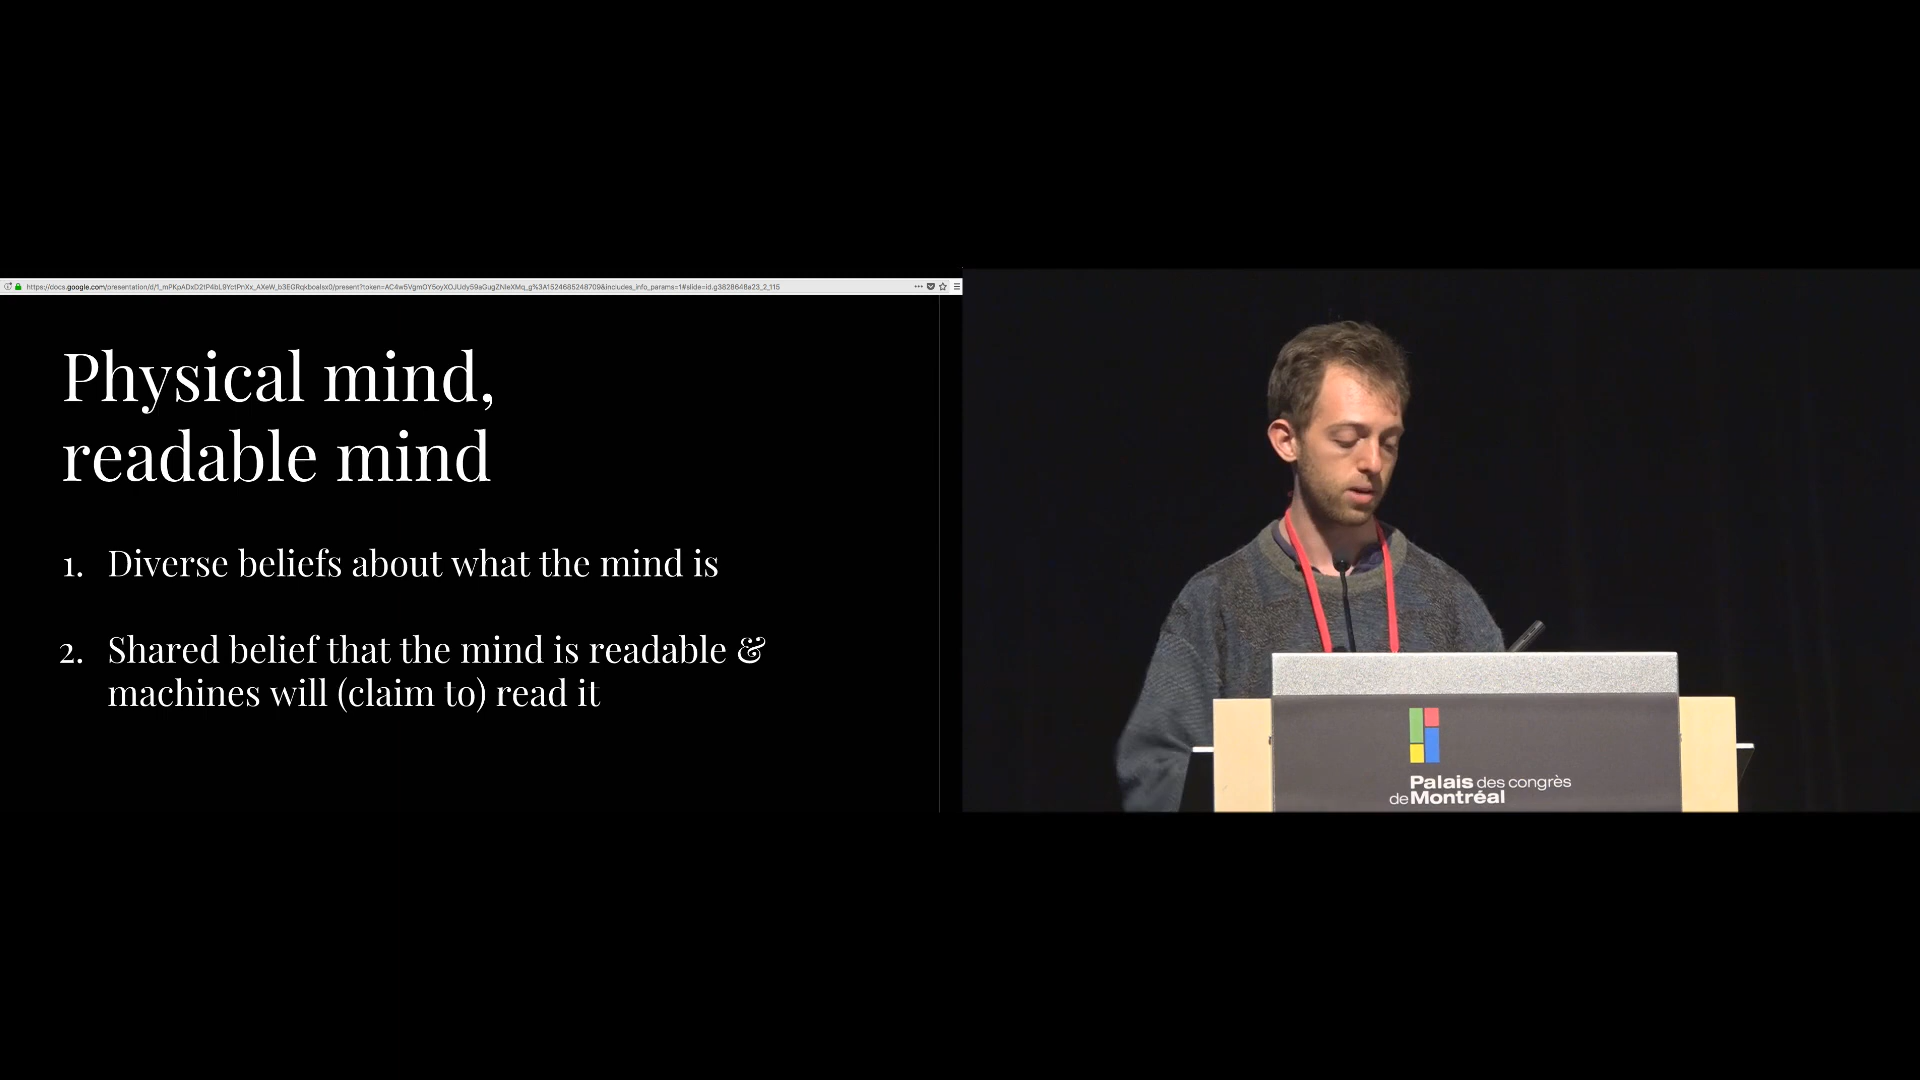 Physical mind,
readable mind
1. Diverse beliefs about what the mind is
2. Shared belief that the mind is readable &
machines will (claim to) read it
Palais des congrès
de Montréal